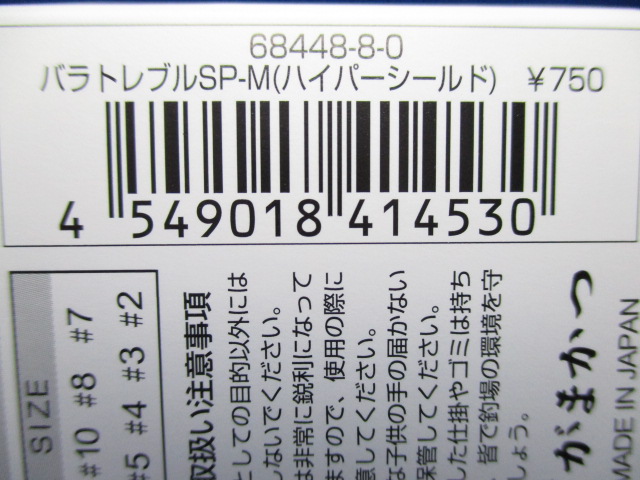 68448-8-0
バラトレブルSP-M(ハイパーシールド) ¥750
4 549018 414530
SIZE
#10 #8 #7
#5 #4 #3 #2
取扱い注意事項
としての目的以外には
しないでください。
は非常に鋭利になって
ますので、使用の際に
意してください。
な子供の手の届かない
保管してください。
した仕掛やゴミは持ち
、皆で釣場の環境を守
しょう。
がまかつ
MADE IN JAPAN